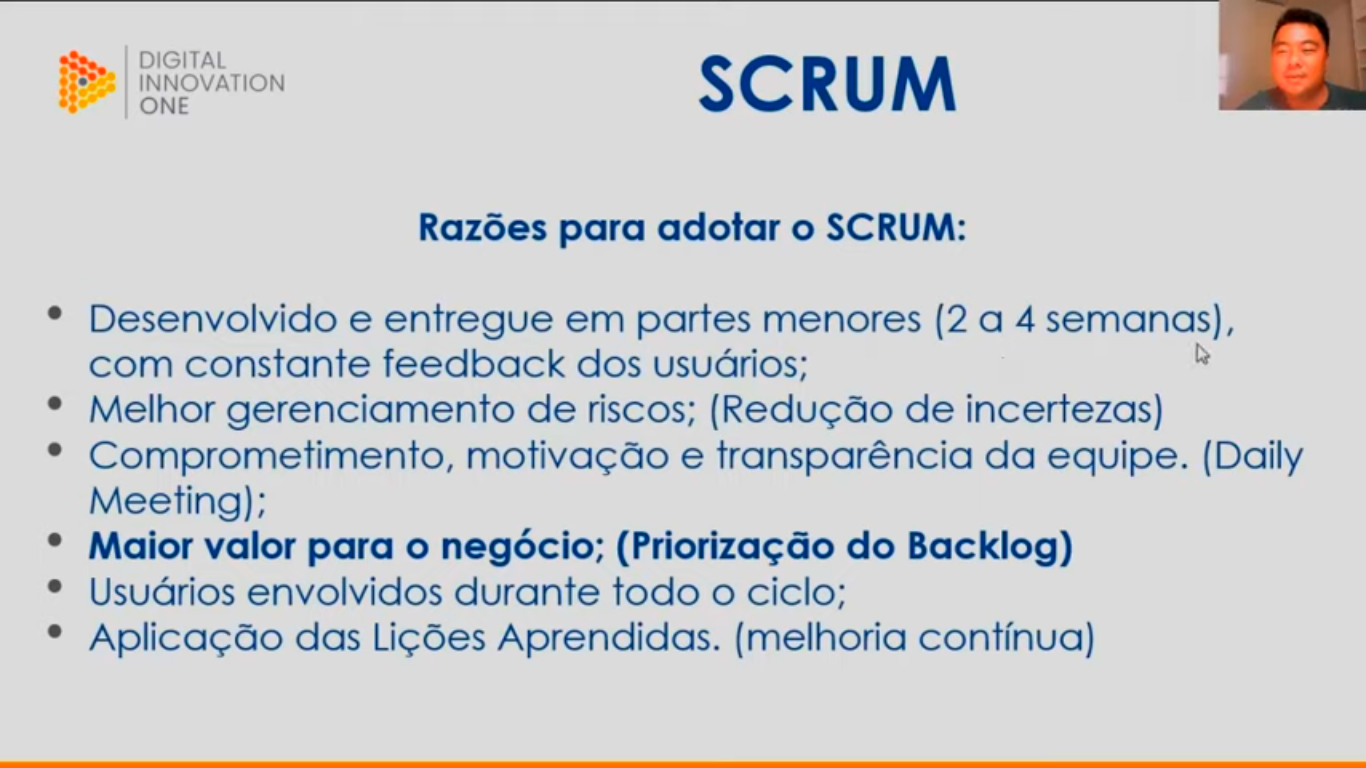 DIGITAL
INNOVATION
ONE
SCRUM
Razões para adotar o SCRUM:
• Desenvolvido e entregue em partes menores (2 a 4 semanas),
com constante feedback dos usuários;
• Melhor gerenciamento de riscos; (Redução de incertezas)
• Comprometimento, motivação e transparência da equipe. (Daily
Meeting);
• Maior valor para o negócio; (Priorização do Backlog)
• Usuários envolvidos durante todo o ciclo;
• Aplicação das Lições Aprendidas. (melhoria contínua)